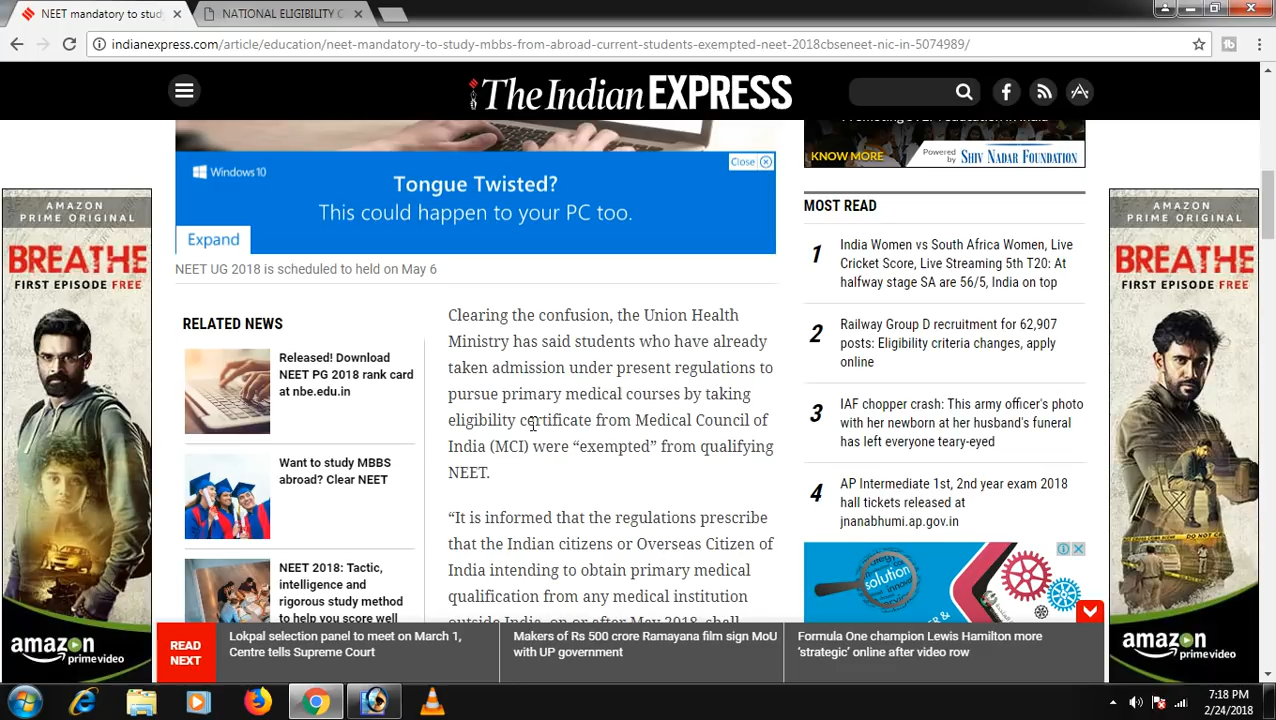 NEET mandatory to stud
NATIONAL ELIGIBILITY C
indianexpress.com/article/education/neet-mandatory-to-study-mbbs-from-abroad-current-students-exempted-neet-2018cbseneet-nic-in-5074989/
The Indian EXPRESS
KNOW MORE
Powered by SHIV NADAR FOUNDATION
Windows 10
Close
Tongue Twisted?
This could happen to your PC too.
Expand
NEET UG 2018 is scheduled to held on May 6
AMAZON
PRIME ORIGINAL
BREATHE
FIRST EPISODE FREE
amazon
prime video
RELATED NEWS
Released! Download
NEET PG 2018 rank card
at nbe.edu.in
Want to study MBBS
abroad? Clear NEET
NEET 2018: Tactic,
intelligence and
rigorous study method
to help you score well
Clearing the confusion, the Union Health
Ministry has said students who have already
taken admission under present regulations to
pursue primary medical courses by taking
eligibility certificate from Medical Council of
India (MCI) were “exempted” from qualifying
NEET.
“It is informed that the regulations prescribe
that the Indian citizens or Overseas Citizen of
India intending to obtain primary medical
qualification from any medical institution
outside India, on or after May 2018, shall
MOST READ
1
India Women vs South Africa Women, Live
Cricket Score, Live Streaming 5th T20: At
halfway stage SA are 56/5, India on top
2
Railway Group D recruitment for 62,907
posts: Eligibility criteria changes, apply
online
3
IAF chopper crash: This army officer's photo
with her newborn at her husband's funeral
has left everyone teary-eyed
4
AP Intermediate 1st, 2nd year exam 2018
hall tickets released at
jnanabhumi.ap.gov.in
solution
AMAZON
PRIME ORIGINAL
BREATHE
FIRST EPISODE FREE
amazon
prime video
READ
NEXT
Lokpal selection panel to meet on March 1,
Centre tells Supreme Court
Makers of Rs 500 crore Ramayana film sign MoU
with UP government
Formula One champion Lewis Hamilton more
‘strategic’ online after video row
7:18 PM
2/24/2018